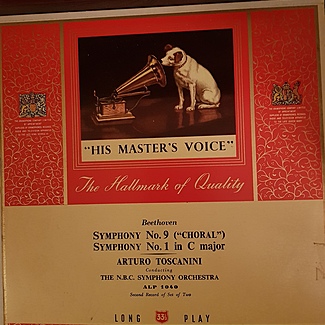 "HIS MASTER'S VOICE"
The Hallmark of Quality
Beethoven
SYMPHONY No. 9 ("CHORAL")
SYMPHONY No. 1 in C major
ARTURO TOSCANINI
Conducting
THE N.B.C. SYMPHONY ORCHESTRA
ALP 1040
Second Record of Set of Two
LONG 33⅓ PLAY